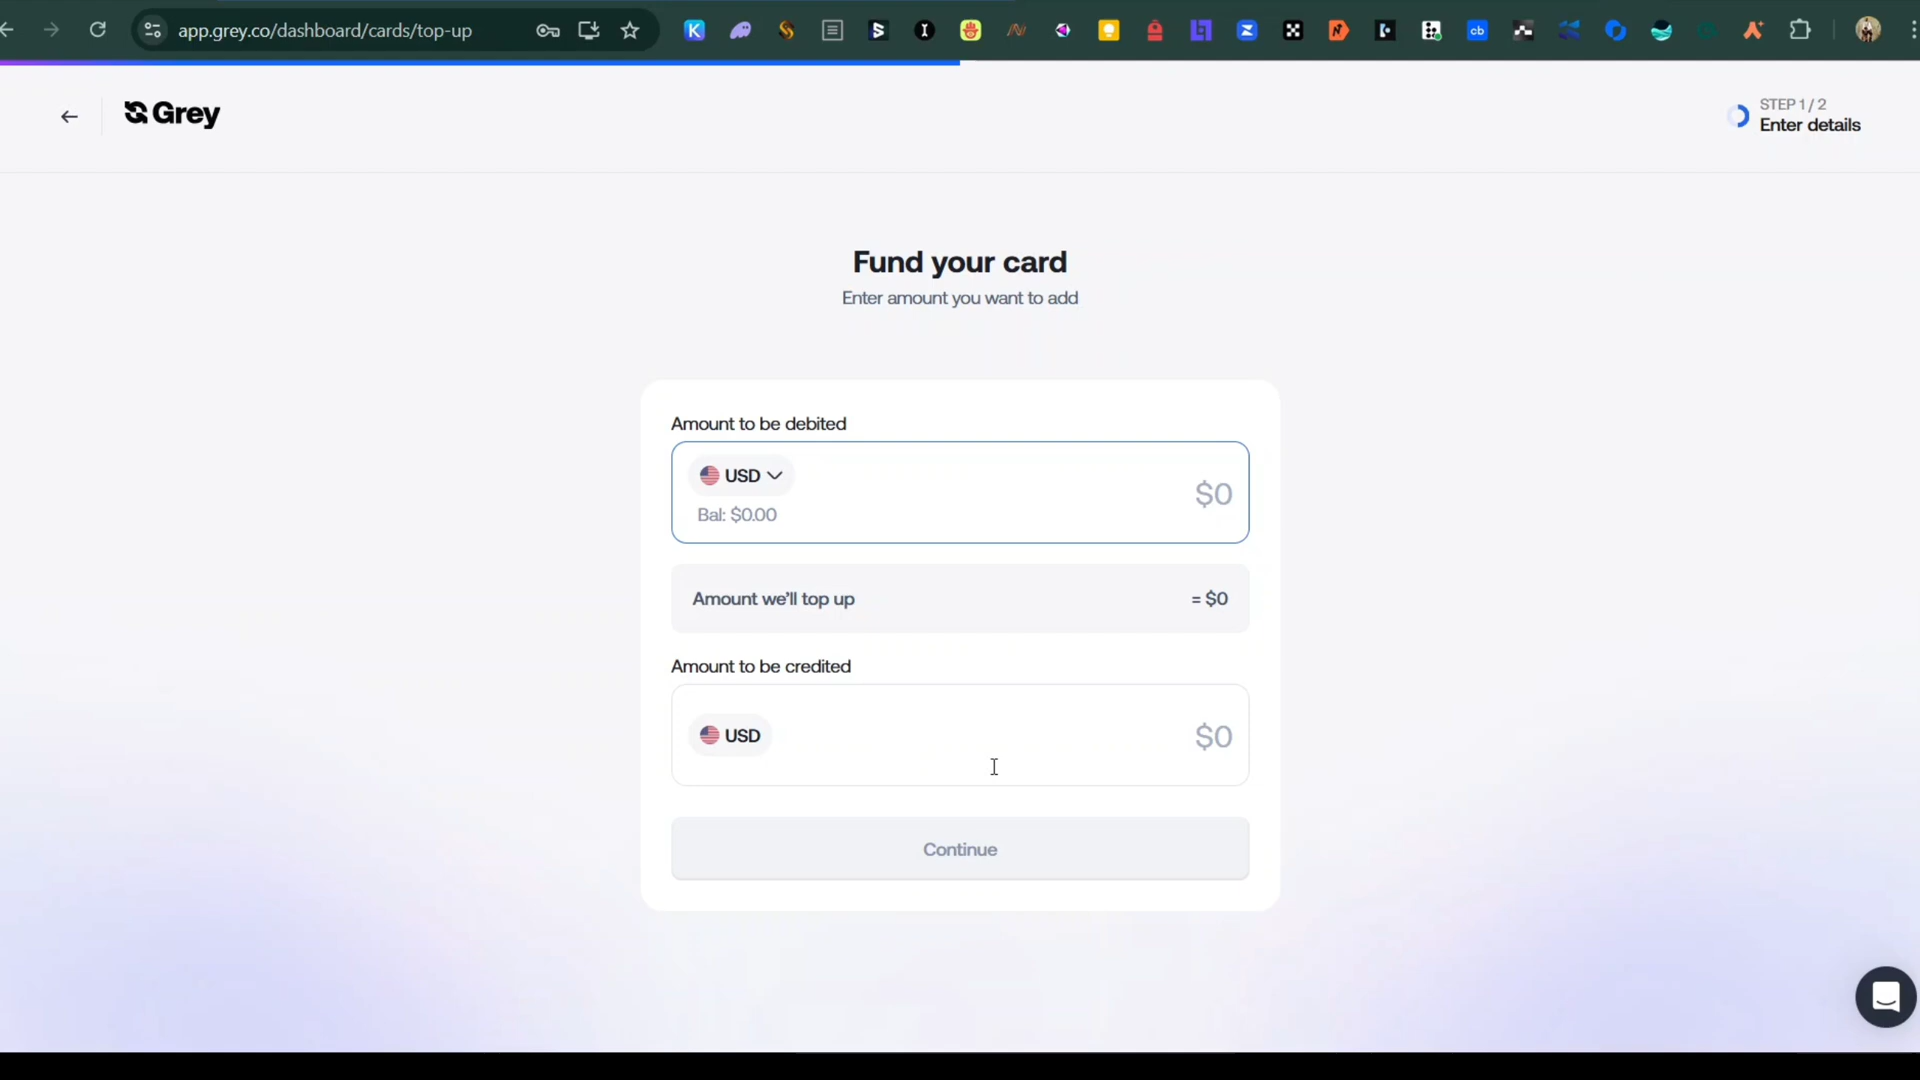 app.grey.co/dashboard/cards/top-up
Grey
STEP 1 / 2
Enter details
Fund your card
Enter amount you want to add
Amount to be debited
USD
$0
Bal: $0.00
Amount we'll top up
= $0
Amount to be credited
USD
$0
Continue